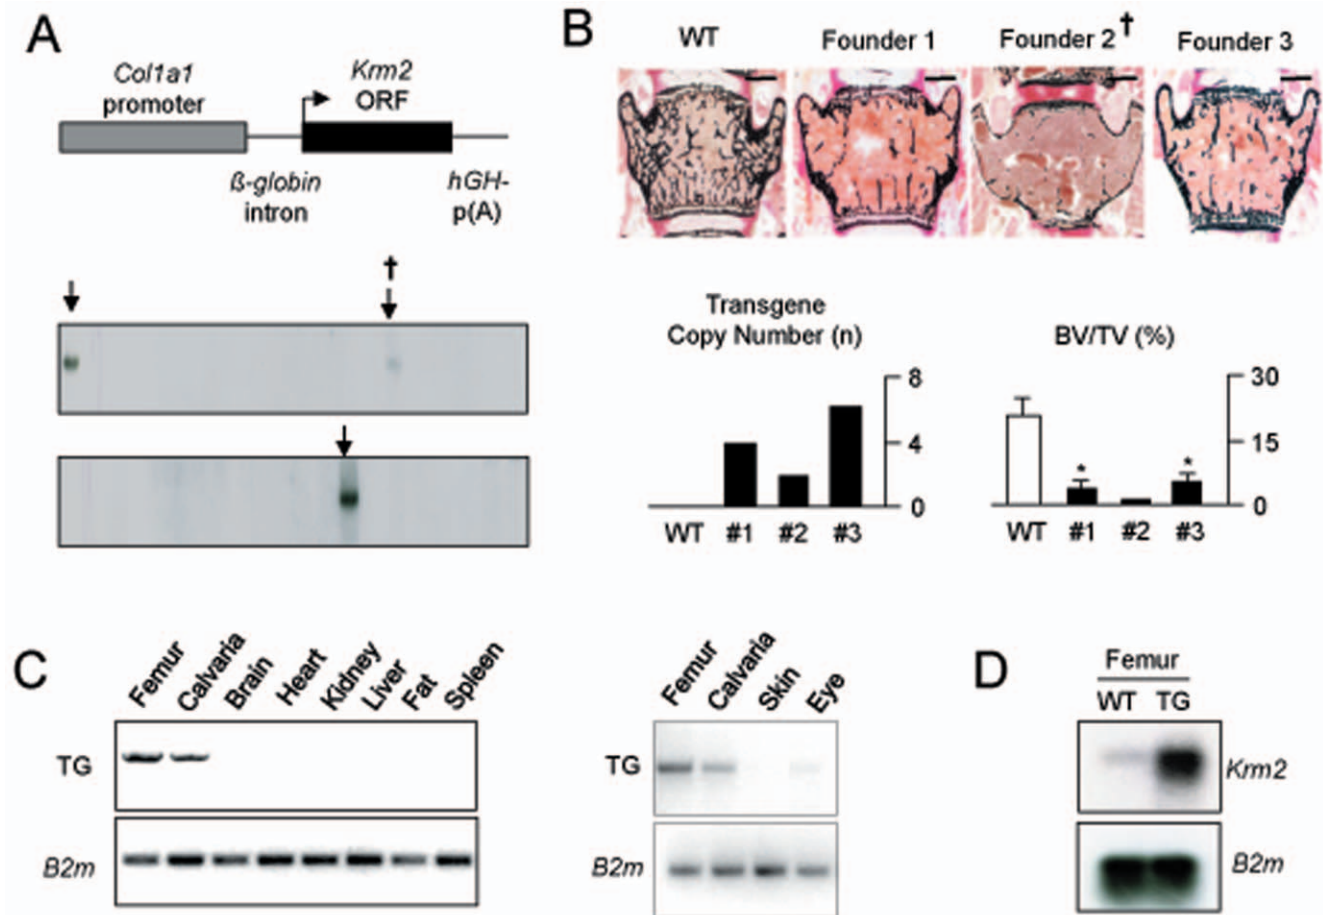 A
Col1a1
promoter
Krm2
ORF
ß-globin
intron
hGH-
p(A)
†
B
WT
Founder 1
Founder 2†
Founder 3
Transgene
Copy Number (n)
8
4
0
WT #1 #2 #3
BV/TV (%)
30
15
0
* *
WT #1 #2 #3
C
Femur Calvaria Brain Heart Kidney Liver Fat Spleen
TG
B2m
Femur Calvaria Skin Eye
TG
B2m
D
Femur
WT TG
Krm2
B2m